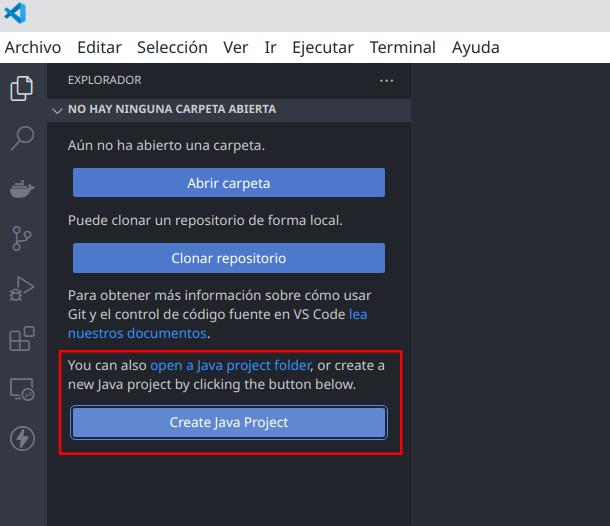 Archivo Editar Selección Ver Ir Ejecutar Terminal Ayuda
EXPLORADOR
NO HAY NINGUNA CARPETA ABIERTA
Aún no ha abierto una carpeta.
Abrir carpeta
Puede clonar un repositorio de forma local.
Clonar repositorio
Para obtener más información sobre cómo usar
Git y el control de código fuente en VS Code lea
nuestros documentos.
You can also open a Java project folder, or create a
new Java project by clicking the button below.
Create Java Project